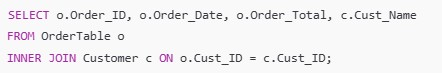 SELECT o.Order_ID, o.Order_Date, o.Order_Total, c.Cust_Name
FROM OrderTable o
INNER JOIN Customer c ON o.Cust_ID = c.Cust_ID;